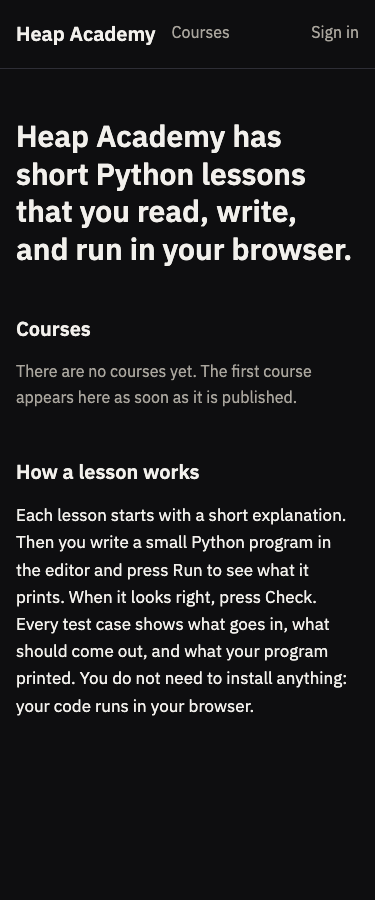 Heap Academy Courses Sign in
Heap Academy has
short Python lessons
that you read, write,
and run in your browser.
Courses
There are no courses yet. The first course
appears here as soon as it is published.
How a lesson works
Each lesson starts with a short explanation.
Then you write a small Python program in
the editor and press Run to see what it
prints. When it looks right, press Check.
Every test case shows what goes in, what
should come out, and what your program
printed. You do not need to install anything:
your code runs in your browser.